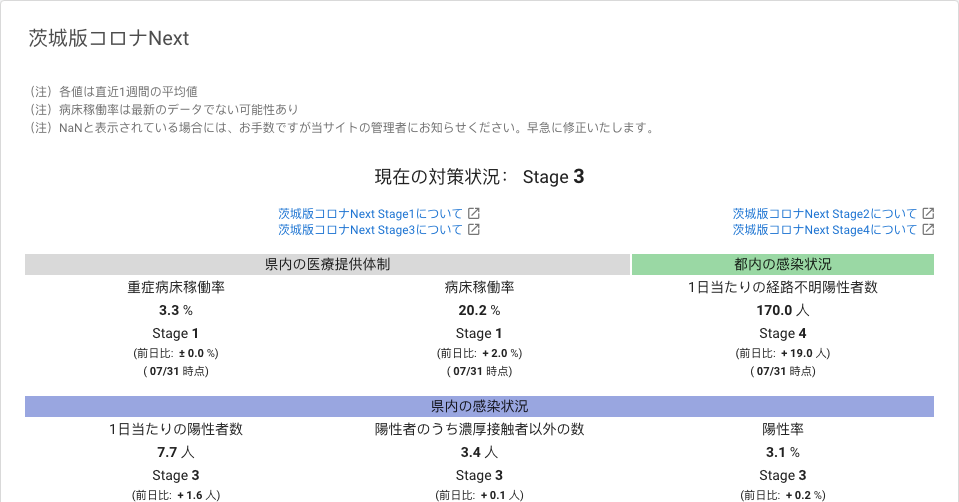 茨城版コロナNext
（注）各値は直近1週間の平均値
（注）病床稼働率は最新のデータでない可能性あり
（注）NaNと表示されている場合には、お手数ですが当サイトの管理者にお知らせください。早急に修正いたします。
現在の対策状況： Stage 3
茨城版コロナNext Stage1について 茨城版コロナNext Stage2について
茨城版コロナNext Stage3について 茨城版コロナNext Stage4について
県内の医療提供体制 都内の感染状況
重症病床稼働率 病床稼働率 1日当たりの経路不明陽性者数
3.3 % 20.2 % 170.0 人
Stage 1 Stage 1 Stage 4
(前日比: ± 0.0 %) (前日比: + 2.0 %) (前日比: + 19.0 人)
( 07/31 時点) ( 07/31 時点) ( 07/31 時点)
県内の感染状況
1日当たりの陽性者数 陽性者のうち濃厚接触者以外の数 陽性率
7.7 人 3.4 人 3.1 %
Stage 3 Stage 3 Stage 3
(前日比: + 1.6 人) (前日比: + 0.1 人) (前日比: + 0.2 %)